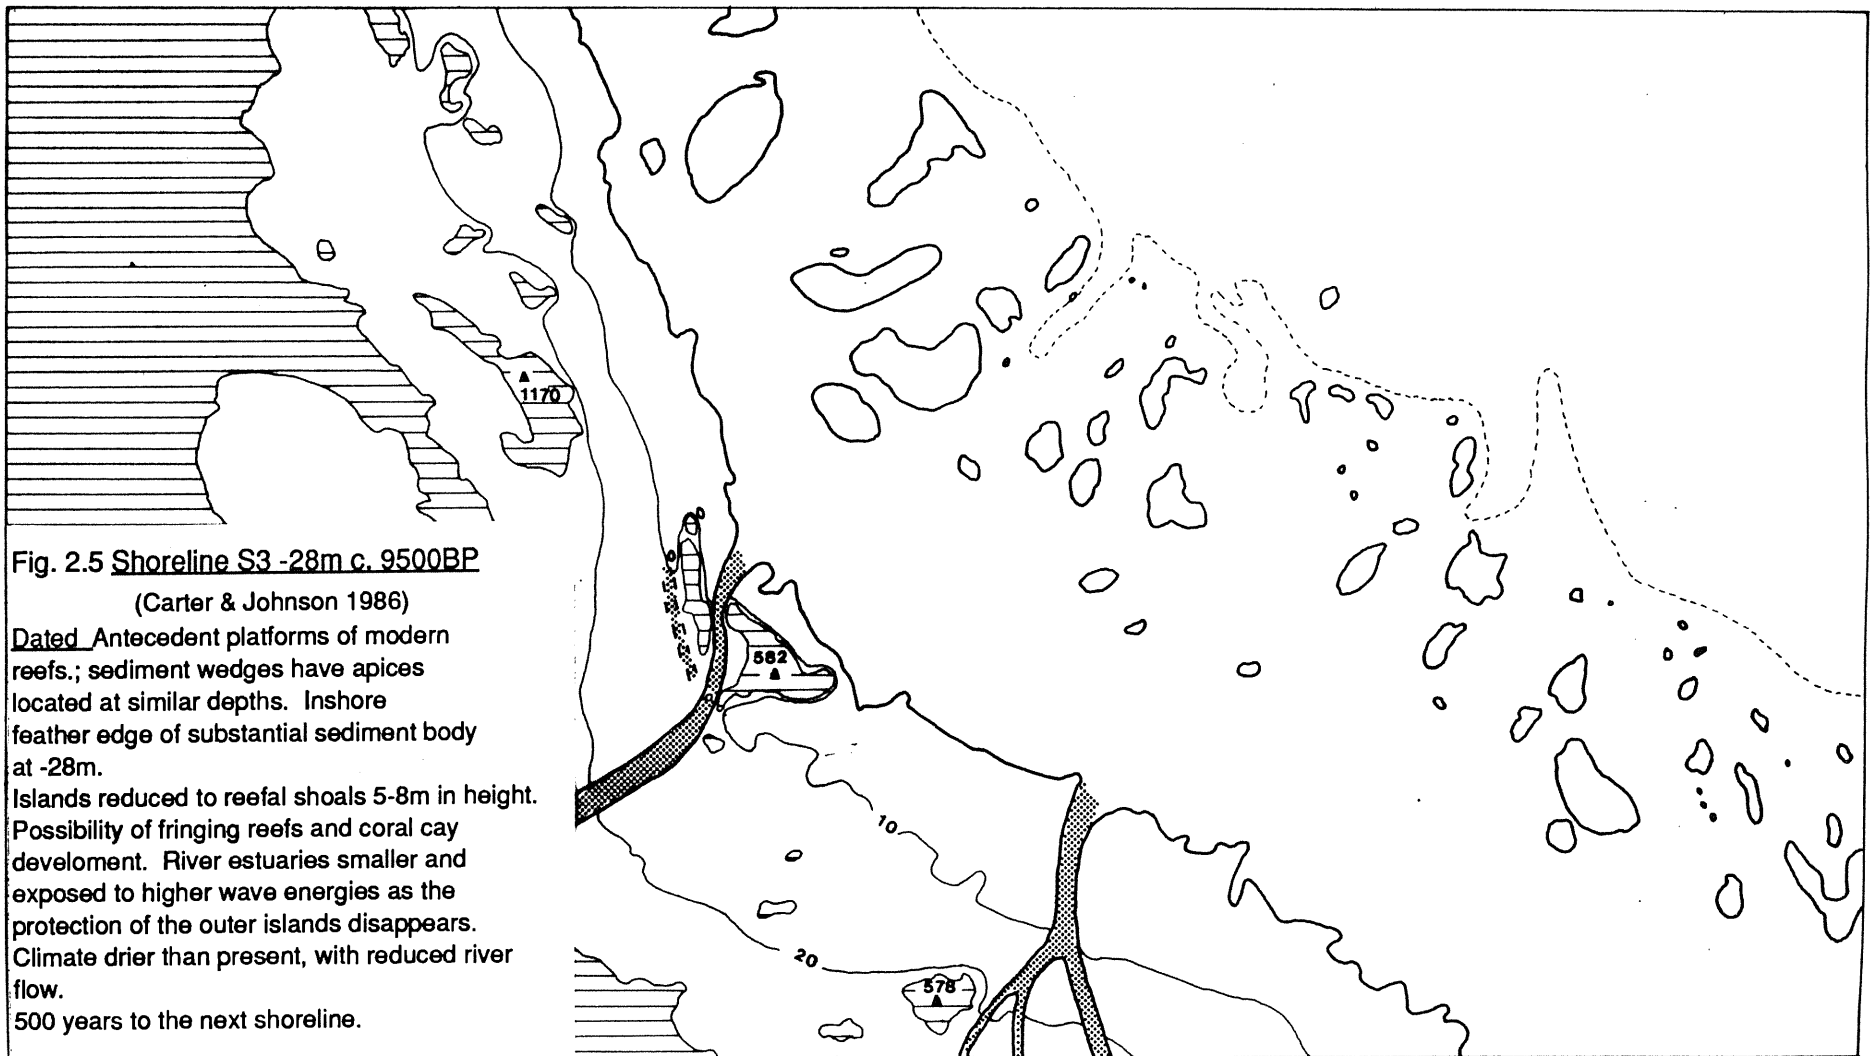 1170
582
10
20
578
Fig. 2.5 Shoreline S3 -28m c. 9500BP
(Carter & Johnson 1986)
Dated Antecedent platforms of modern
reefs.; sediment wedges have apices
located at similar depths. Inshore
feather edge of substantial sediment body
at -28m.
Islands reduced to reefal shoals 5-8m in height.
Possibility of fringing reefs and coral cay
develoment. River estuaries smaller and
exposed to higher wave energies as the
protection of the outer islands disappears.
Climate drier than present, with reduced river
flow.
500 years to the next shoreline.